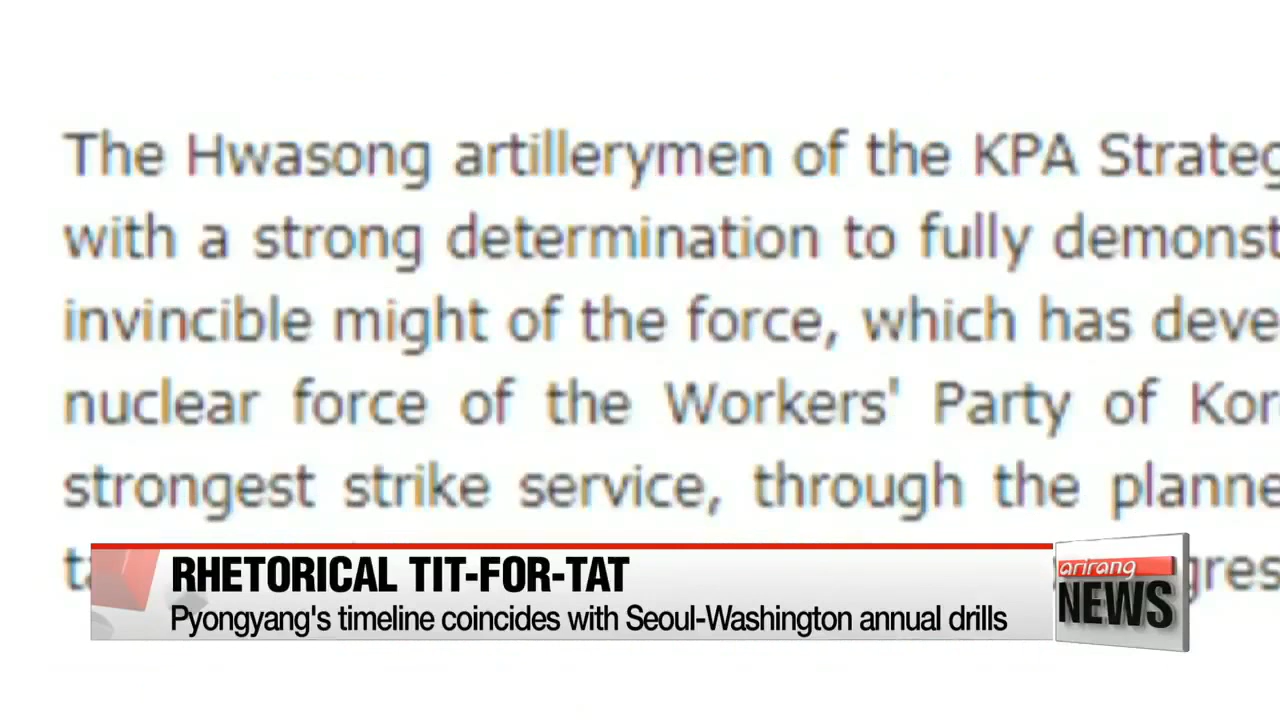 The Hwasong artillerymen of the KPA Strateg
with a strong determination to fully demonst
invincible might of the force, which has deve
nuclear force of the Workers' Party of Kor
strongest strike service, through the planne
RHETORICAL TIT-FOR-TAT
Pyongyang's timeline coincides with Seoul-Washington annual drills
arirang
NEWS